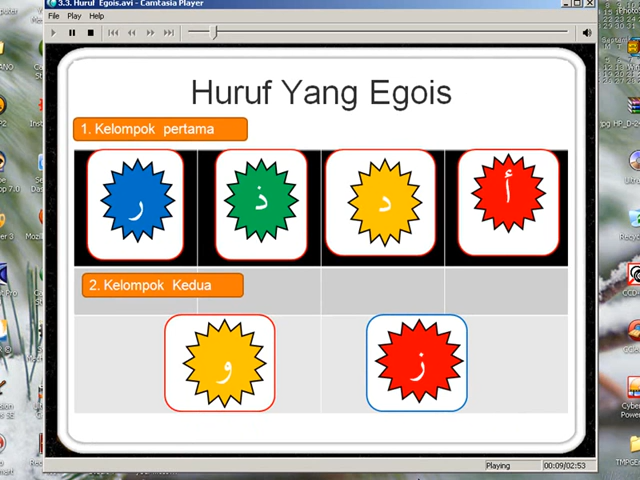 3.3. Huruf Egois.avi - Camtasia Player
File Play Help
Huruf Yang Egois
1. Kelompok pertama
أ د ذ ر
2. Kelompok Kedua
ز و
Playing 00:09/02:53